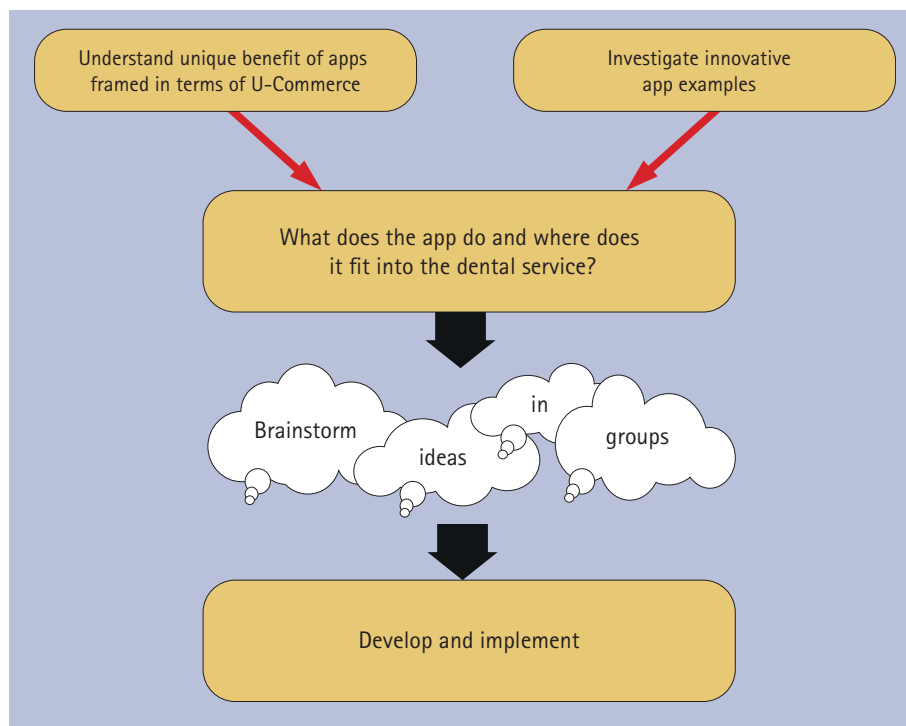 Understand unique benefit of apps
framed in terms of U-Commerce
Investigate innovative
app examples
What does the app do and where does
it fit into the dental service?
Brainstorm
ideas
in
groups
Develop and implement